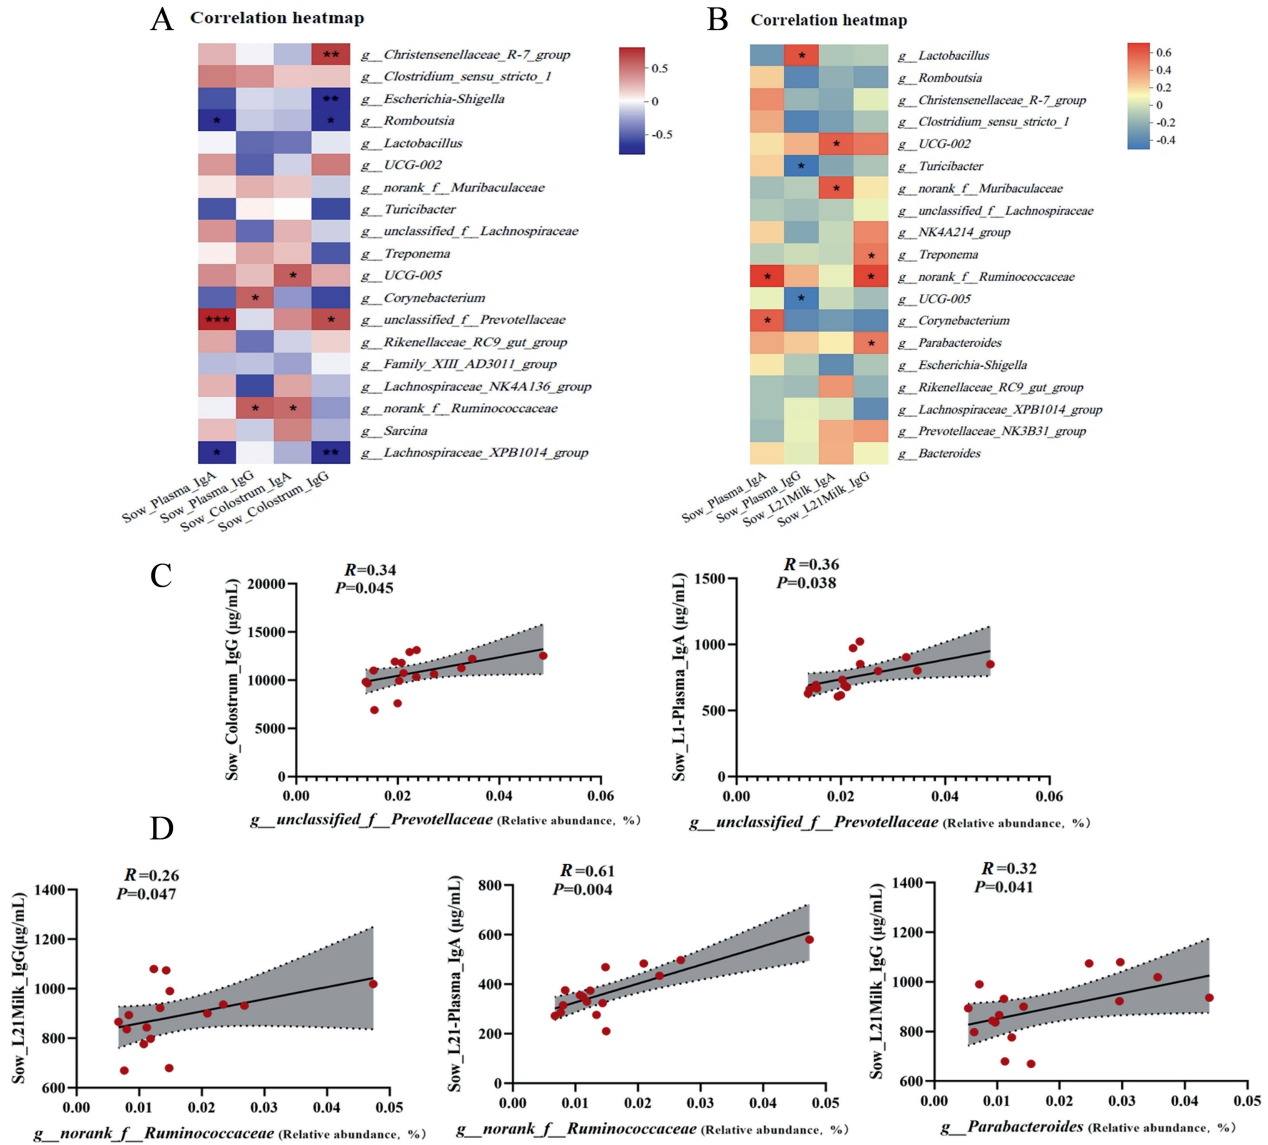 A Correlation heatmap
g__Christensenellaceae_R-7_group
g__Clostridium_sensu_stricto_1
g__Escherichia-Shigella
g__Romboutsia
g__Lactobacillus
g__UCG-002
g__norank_f__Muribaculaceae
g__Turicibacter
g__unclassified_f__Lachnospiraceae
g__Treponema
g__UCG-005
g__Corynebacterium
g__unclassified_f__Prevotellaceae
g__Rikenellaceae_RC9_gut_group
g__Family_XIII_AD3011_group
g__Lachnospiraceae_NK4A136_group
g__norank_f__Ruminococcaceae
g__Sarcina
g__Lachnospiraceae_XPB1014_group
**
**
* *
*
*
*** *
* *
* **
0.5
0
-0.5
Sow_Plasma_IgA
Sow_Plasma_IgG
Sow_Colostrum_IgA
Sow_Colostrum_IgG
B Correlation heatmap
g__Lactobacillus
g__Romboutsia
g__Christensenellaceae_R-7_group
g__Clostridium_sensu_stricto_1
g__UCG-002
g__Turicibacter
g__norank_f__Muribaculaceae
g__unclassified_f__Lachnospiraceae
g__NK4A214_group
g__Treponema
g__norank_f__Ruminococcaceae
g__UCG-005
g__Corynebacterium
g__Parabacteroides
g__Escherichia-Shigella
g__Rikenellaceae_RC9_gut_group
g__Lachnospiraceae_XPB1014_group
g__Prevotellaceae_NK3B31_group
g__Bacteroides
*
*
*
*
*
* *
*
*
*
0.6
0.4
0.2
0
-0.2
-0.4
Sow_Plasma_IgA
Sow_Plasma_IgG
Sow_L21Milk_IgA
Sow_L21Milk_IgG
C
R=0.34
P=0.045
Sow_Colostrum_IgG (μg/mL)
20000
15000
10000
5000
0
0.00 0.02 0.04 0.06
g__unclassified_f__Prevotellaceae (Relative abundance, %)
R=0.36
P=0.038
Sow_L1-Plasma_IgA (μg/mL)
1500
1000
500
0
0.00 0.02 0.04 0.06
g__unclassified_f__Prevotellaceae (Relative abundance, %)
D
R=0.26
P=0.047
Sow_L21Milk_IgG(μg/mL)
1400
1200
1000
800
600
0.00 0.01 0.02 0.03 0.04 0.05
g__norank_f__Ruminococcaceae (Relative abundance, %)
R=0.61
P=0.004
Sow_L21-Plasma_IgA (μg/mL)
800
600
400
200
0
0.00 0.01 0.02 0.03 0.04 0.05
g__norank_f__Ruminococcaceae (Relative abundance, %)
R=0.32
P=0.041
Sow_L21Milk_IgG (μg/mL)
1400
1200
1000
800
600
0.00 0.01 0.02 0.03 0.04 0.05
g__Parabacteroides (Relative abundance, %)